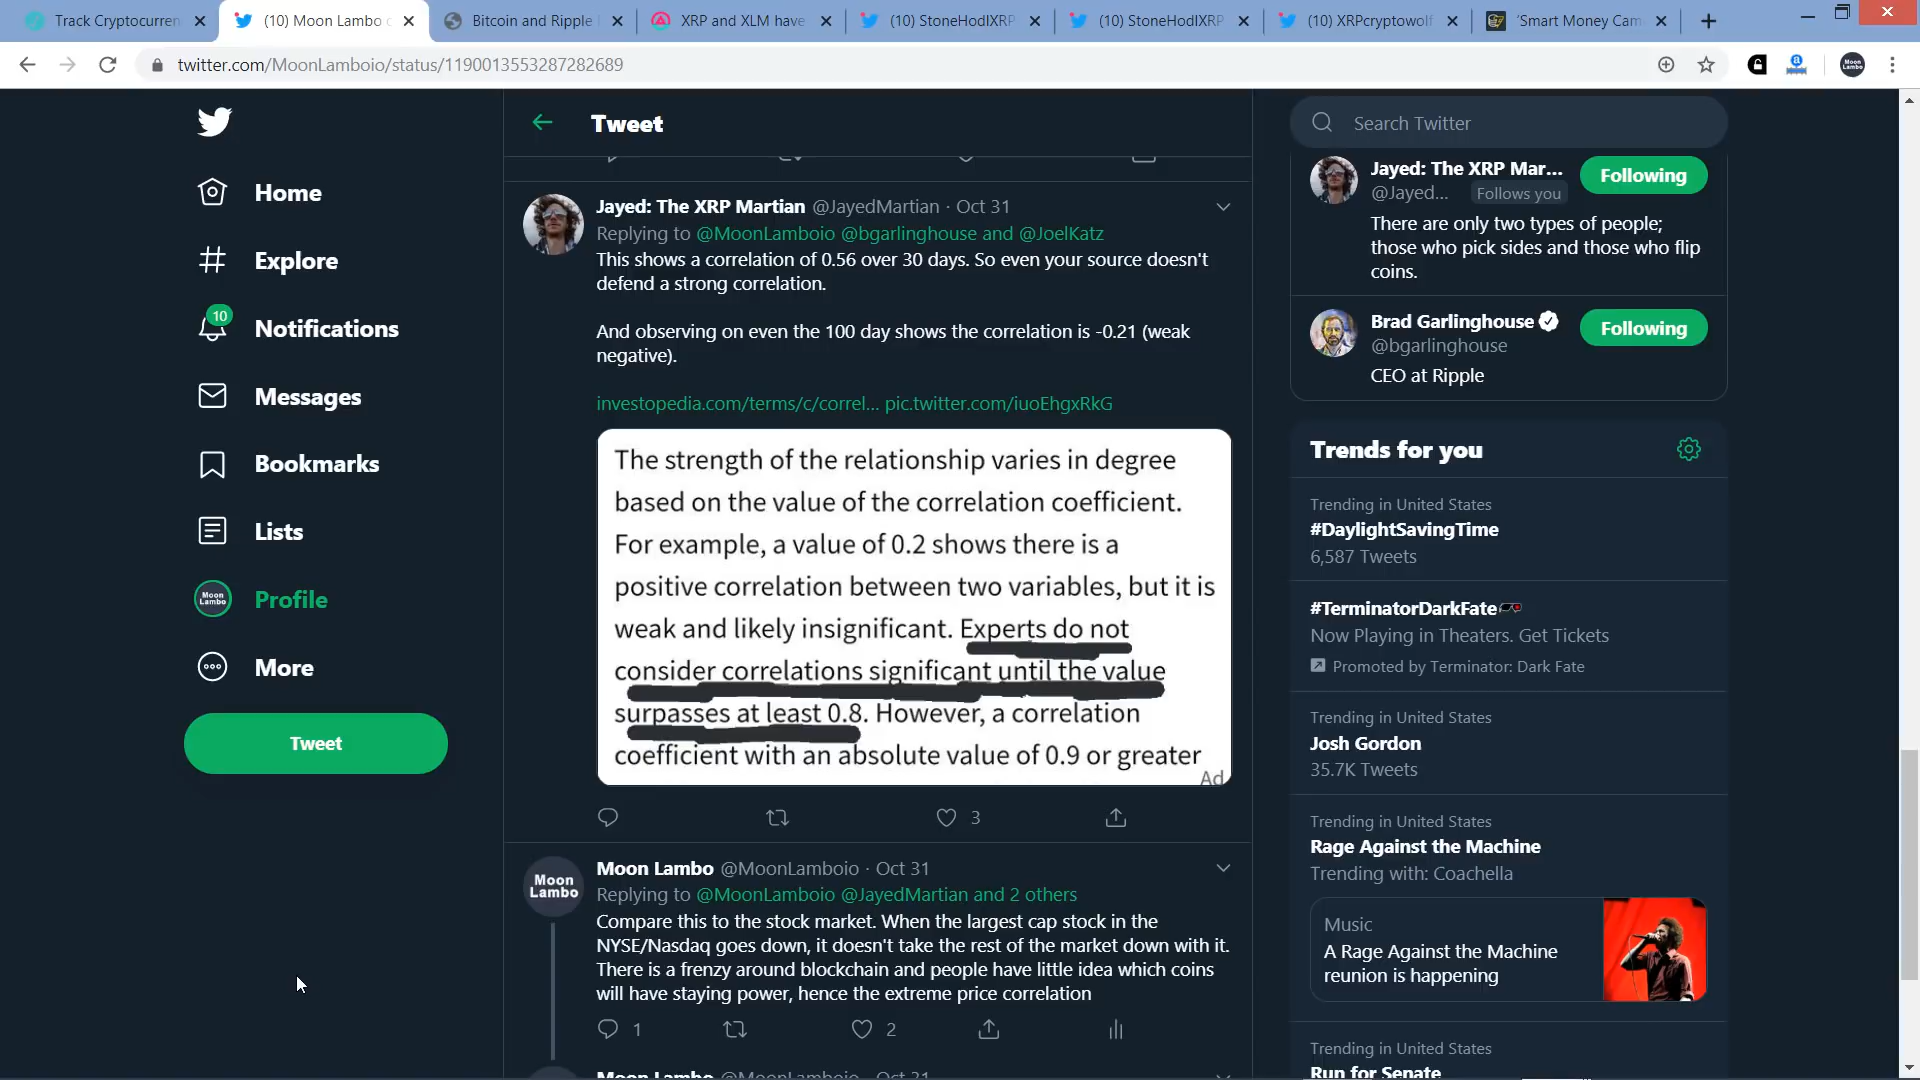 Track Cryptocurren
(10) Moon Lambo
Bitcoin and Ripple
XRP and XLM have
(10) StoneHodlXRP
(10) StoneHodlXRP
(10) XRPcryptowolf
'Smart Money Cam
twitter.com/MoonLamboio/status/1190013553287282689
Moon
Lambo
Home
Explore
10
Notifications
Messages
Bookmarks
Lists
Moon
Lambo
Profile
More
Tweet
Tweet
Jayed: The XRP Martian @JayedMartian · Oct 31
Replying to @MoonLamboio @bgarlinghouse and @JoelKatz
This shows a correlation of 0.56 over 30 days. So even your source doesn't
defend a strong correlation.
And observing on even the 100 day shows the correlation is -0.21 (weak
negative).
investopedia.com/terms/c/correl... pic.twitter.com/iuoEhgxRkG
The strength of the relationship varies in degree
based on the value of the correlation coefficient.
For example, a value of 0.2 shows there is a
positive correlation between two variables, but it is
weak and likely insignificant. Experts do not
consider correlations significant until the value
surpasses at least 0.8. However, a correlation
coefficient with an absolute value of 0.9 or greater
Ad
3
Moon
Lambo
Moon Lambo @MoonLamboio · Oct 31
Replying to @MoonLamboio @JayedMartian and 2 others
Compare this to the stock market. When the largest cap stock in the
NYSE/Nasdaq goes down, it doesn't take the rest of the market down with it.
There is a frenzy around blockchain and people have little idea which coins
will have staying power, hence the extreme price correlation
1
2
Moon Lambo @MoonLamboio · Oct 31
Search Twitter
Jayed: The XRP Mar...
Following
@Jayed...
Follows you
There are only two types of people;
those who pick sides and those who flip
coins.
Brad Garlinghouse
Following
@bgarlinghouse
CEO at Ripple
Trends for you
Trending in United States
#DaylightSavingTime
6,587 Tweets
#TerminatorDarkFate
Now Playing in Theaters. Get Tickets
Promoted by Terminator: Dark Fate
Trending in United States
Josh Gordon
35.7K Tweets
Trending in United States
Rage Against the Machine
Trending with: Coachella
Music
A Rage Against the Machine
reunion is happening
Trending in United States
Run for Senate